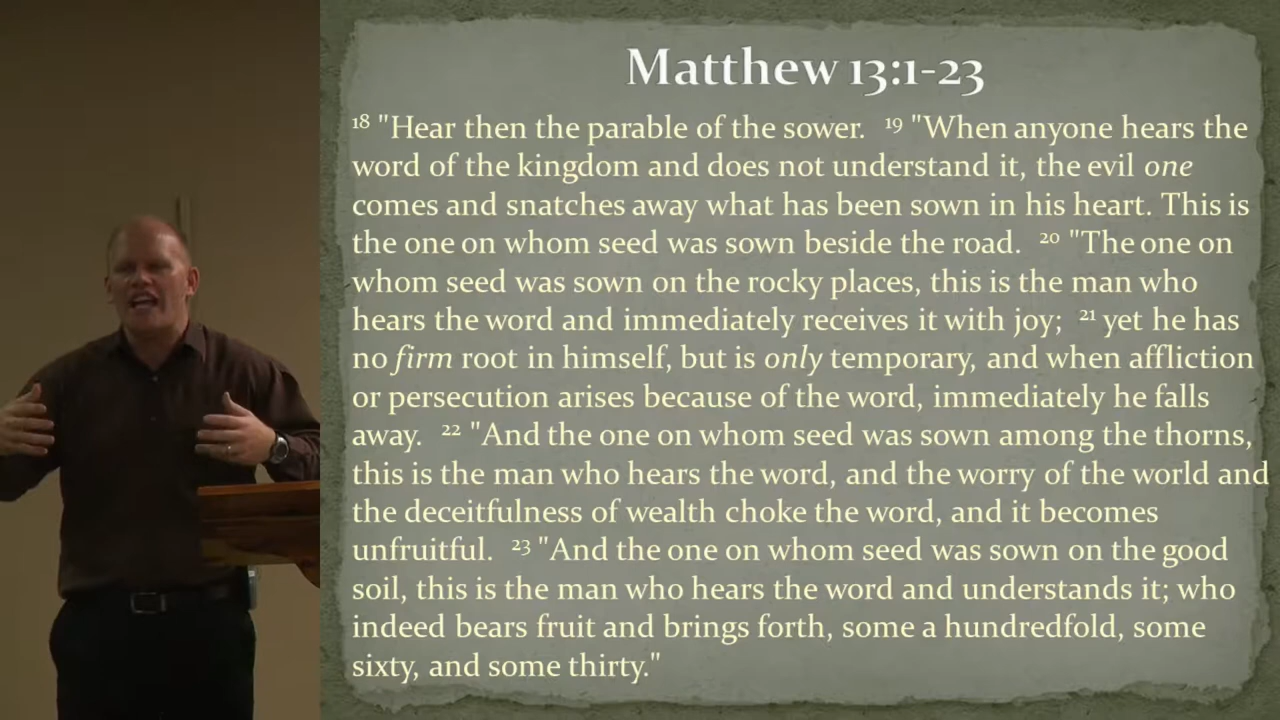 Matthew 13:1-23
18 "Hear then the parable of the sower. 19 "When anyone hears the
word of the kingdom and does not understand it, the evil one
comes and snatches away what has been sown in his heart. This is
the one on whom seed was sown beside the road. 20 "The one on
whom seed was sown on the rocky places, this is the man who
hears the word and immediately receives it with joy; 21 yet he has
no firm root in himself, but is only temporary, and when affliction
or persecution arises because of the word, immediately he falls
away. 22 "And the one on whom seed was sown among the thorns,
this is the man who hears the word, and the worry of the world and
the deceitfulness of wealth choke the word, and it becomes
unfruitful. 23 "And the one on whom seed was sown on the good
soil, this is the man who hears the word and understands it; who
indeed bears fruit and brings forth, some a hundredfold, some
sixty, and some thirty."